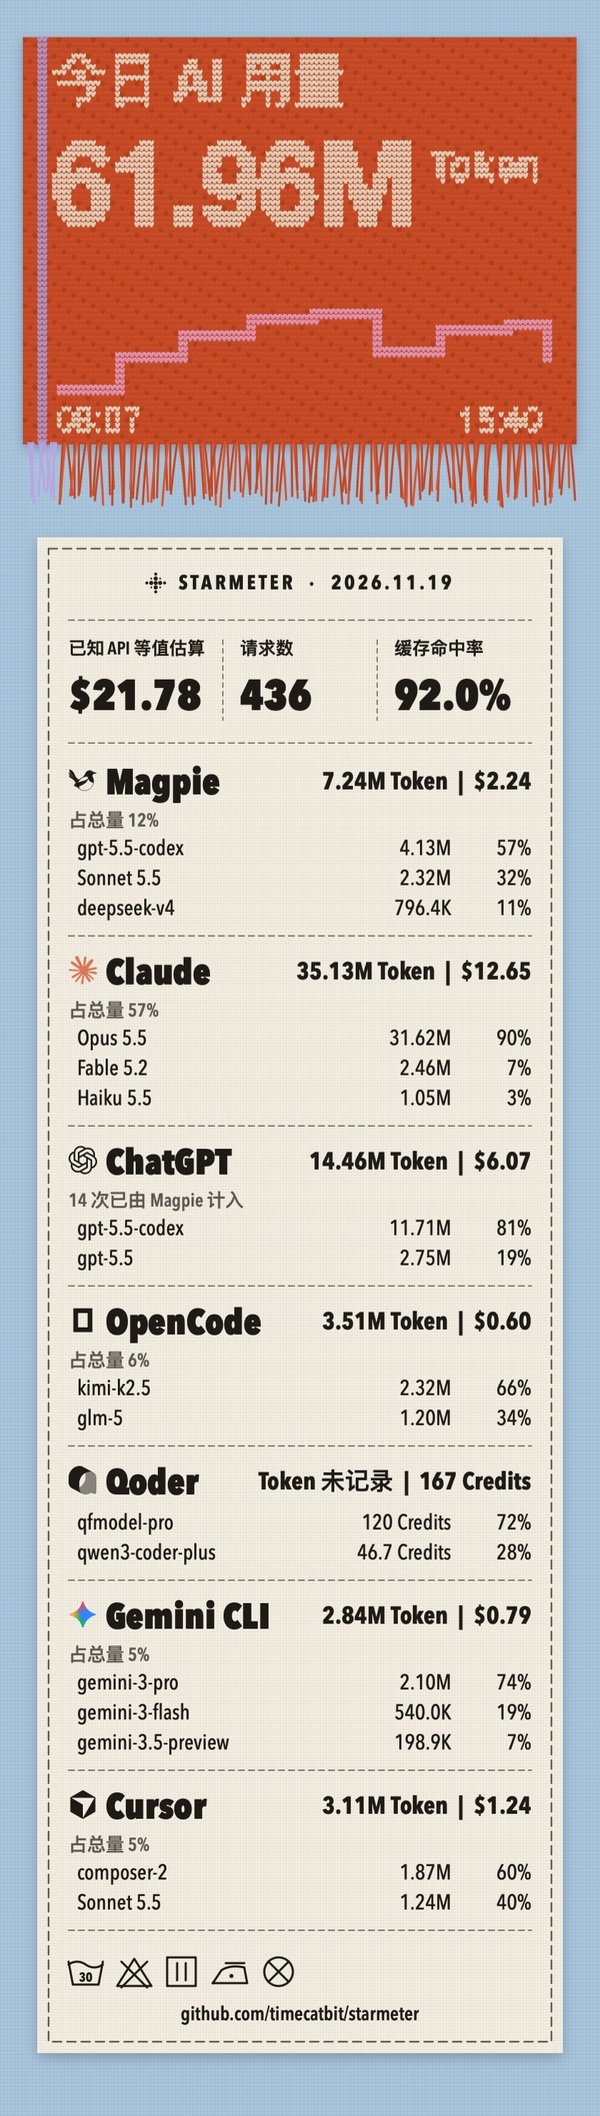 今日 AI 用量
61.96M Token
08:07 15:40
STARMETER · 2026.11.19
已知 API 等值估算 请求数 缓存命中率
$21.78 436 92.0%
Magpie 7.24M Token | $2.24
占总量 12%
gpt-5.5-codex 4.13M 57%
Sonnet 5.5 2.32M 32%
deepseek-v4 796.4K 11%
Claude 35.13M Token | $12.65
占总量 57%
Opus 5.5 31.62M 90%
Fable 5.2 2.46M 7%
Haiku 5.5 1.05M 3%
ChatGPT 14.46M Token | $6.07
14 次已由 Magpie 计入
gpt-5.5-codex 11.71M 81%
gpt-5.5 2.75M 19%
OpenCode 3.51M Token | $0.60
占总量 6%
kimi-k2.5 2.32M 66%
glm-5 1.20M 34%
Qoder Token 未记录 | 167 Credits
qfmodel-pro 120 Credits 72%
qwen3-coder-plus 46.7 Credits 28%
Gemini CLI 2.84M Token | $0.79
占总量 5%
gemini-3-pro 2.10M 74%
gemini-3-flash 540.0K 19%
gemini-3.5-preview 198.9K 7%
Cursor 3.11M Token | $1.24
占总量 5%
composer-2 1.87M 60%
Sonnet 5.5 1.24M 40%
30
github.com/timecatbit/starmeter